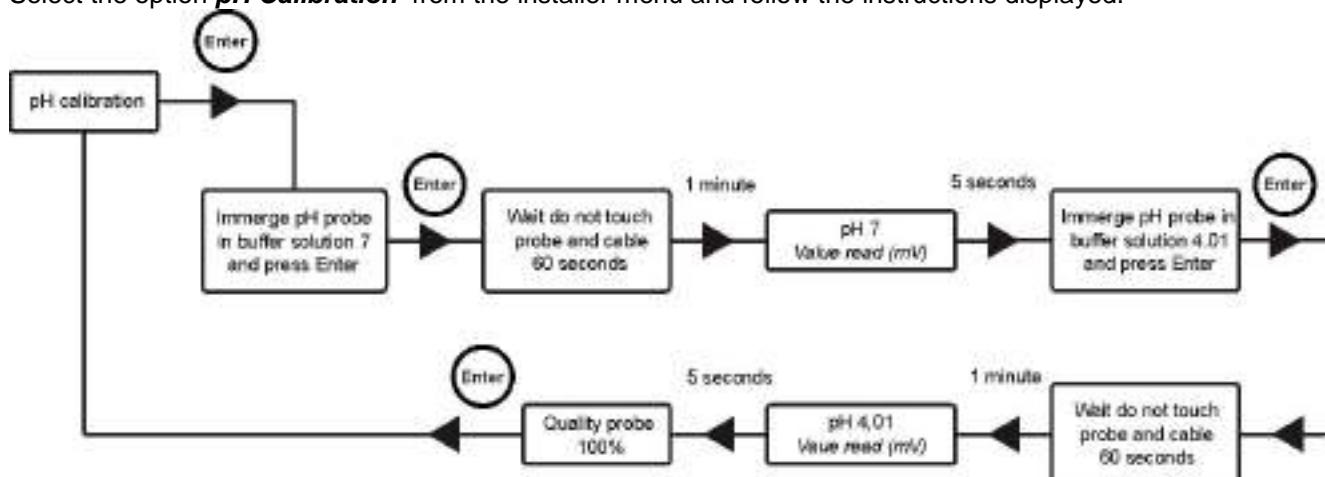 Select the option pH Calibration from the installer menu and follow the instructions displayed.
Enter
pH calibration
Immerge pH probe
in buffer solution 7
and press Enter
Enter
Wait do not touch
probe and cable
60 seconds
1 minute
pH 7
Value read (mV)
5 seconds
Immerge pH probe in
buffer solution 4.01
and press Enter
Enter
Wait do not touch
probe and cable
60 seconds
1 minute
pH 4,01
Value read (mV)
5 seconds
Quality probe
100%
Enter